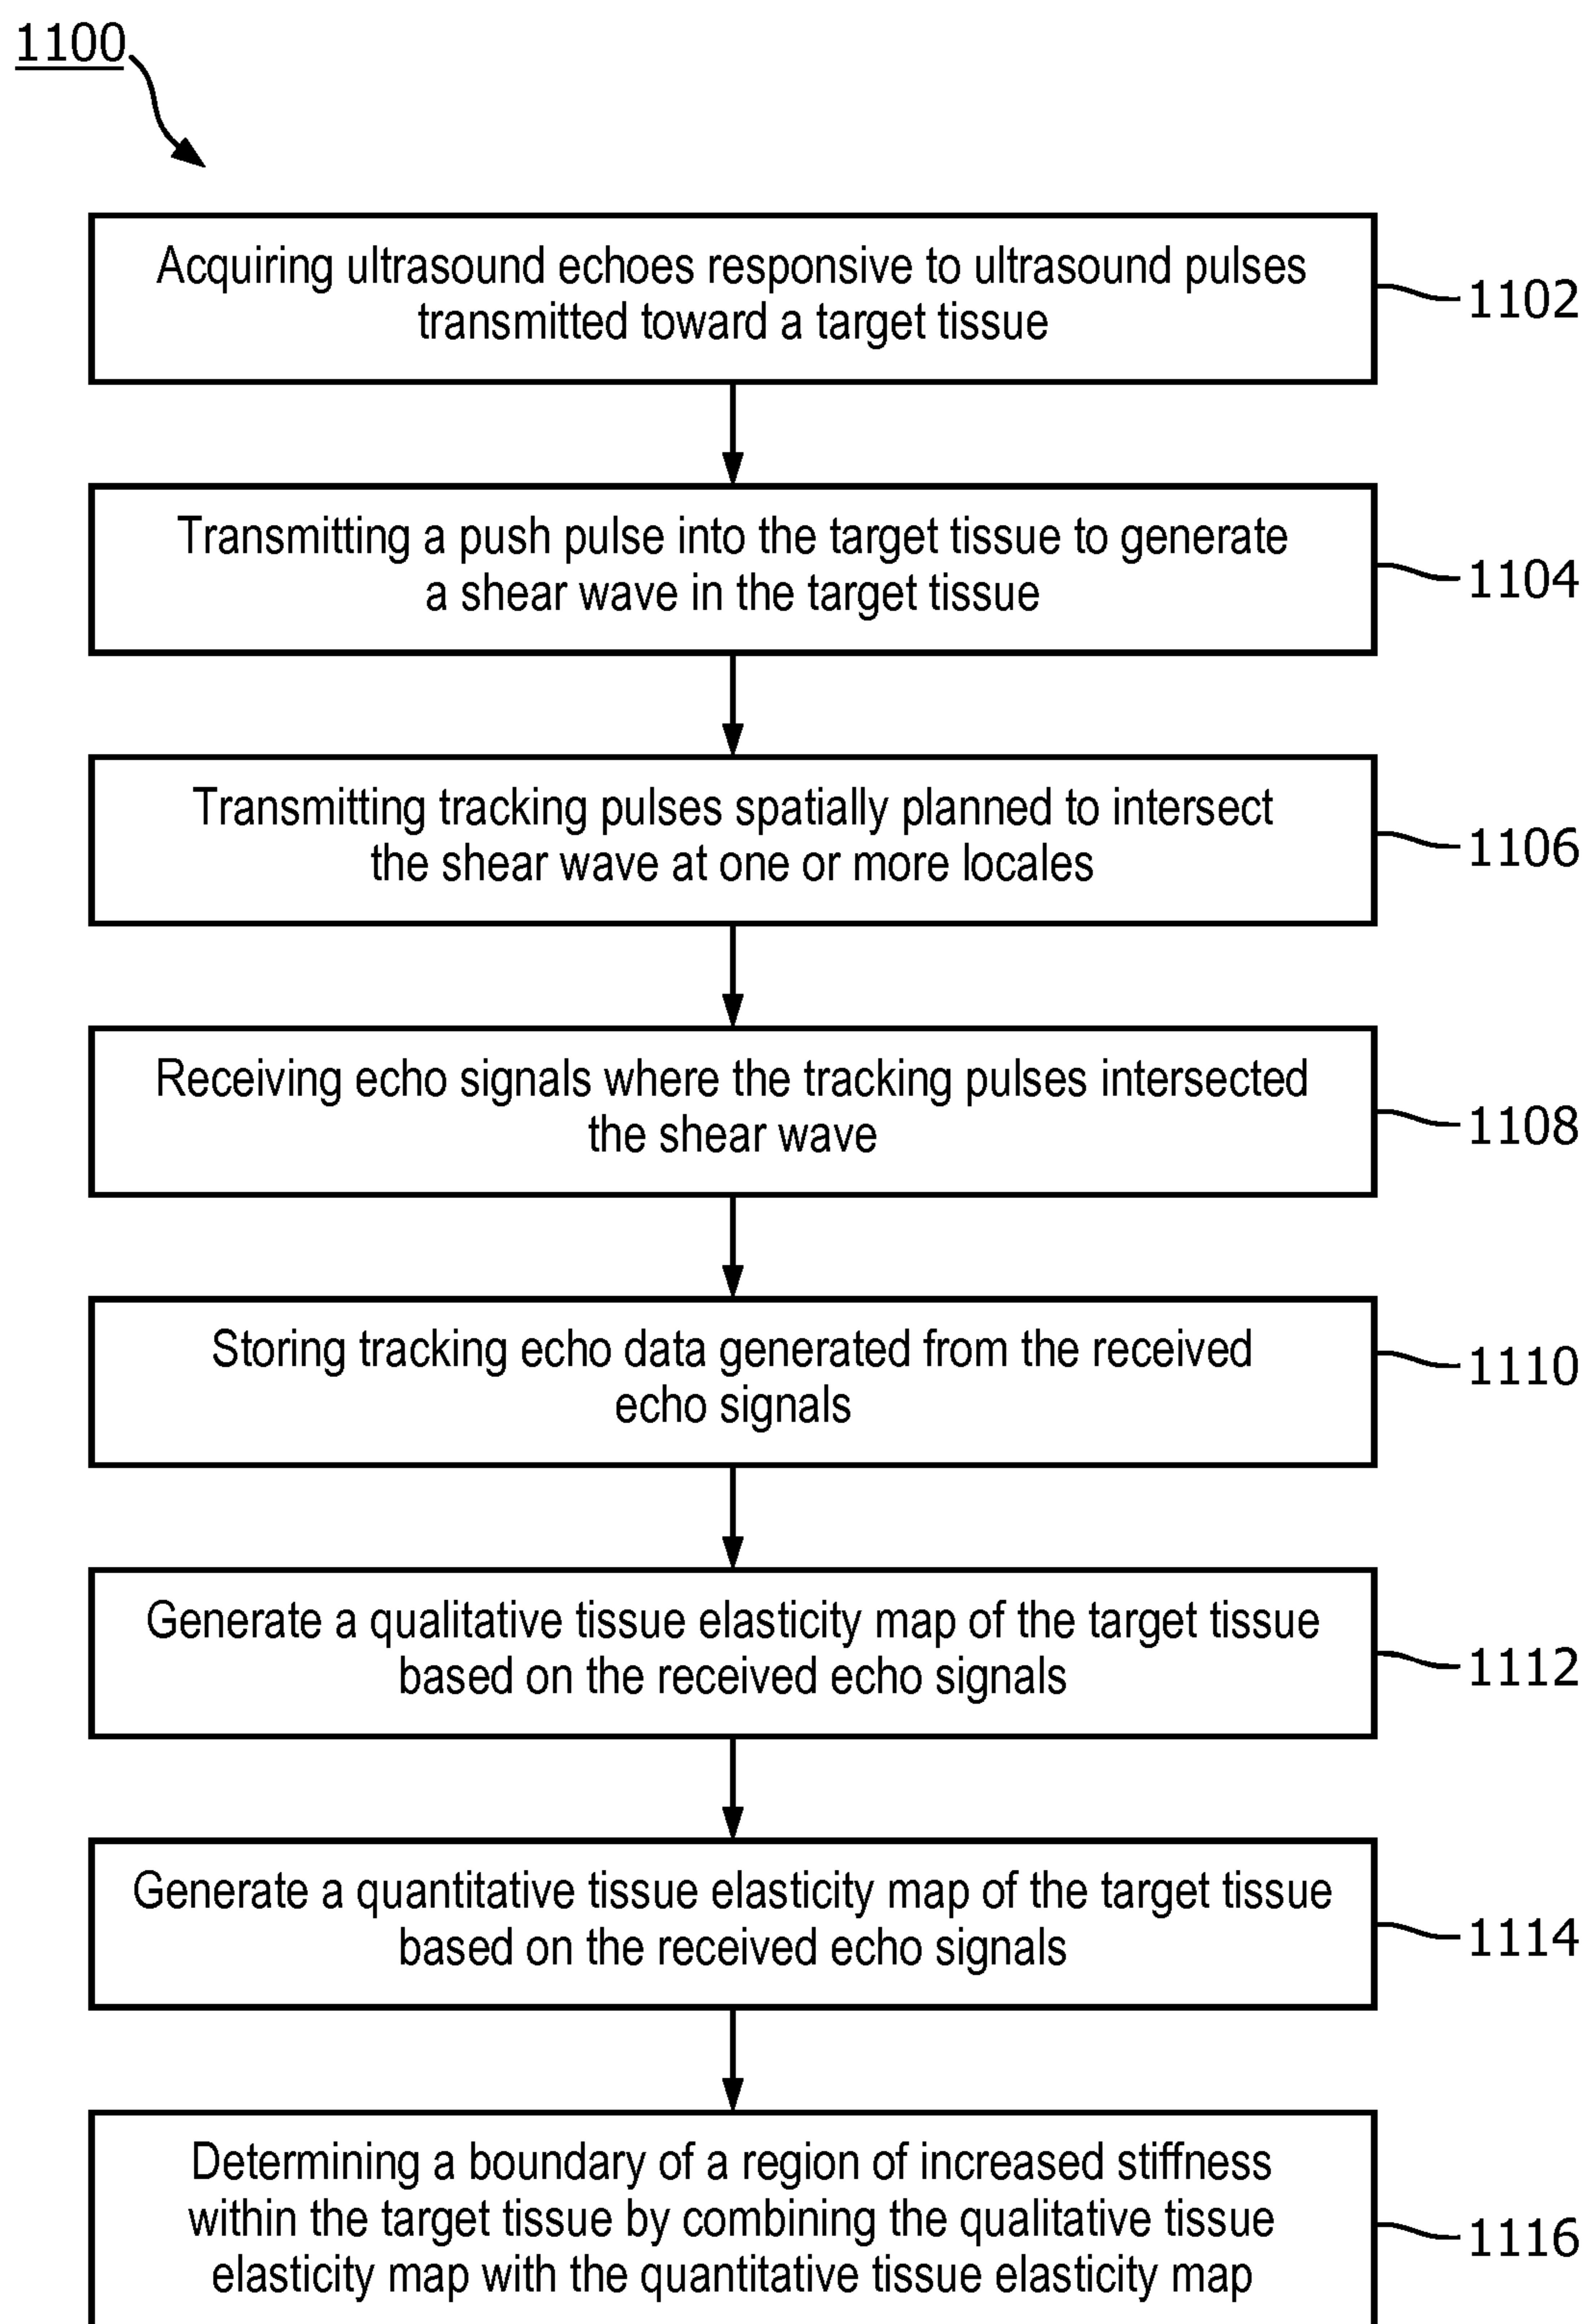 1100
Acquiring ultrasound echoes responsive to ultrasound pulses
transmitted toward a target tissue
1102
Transmitting a push pulse into the target tissue to generate
a shear wave in the target tissue
1104
Transmitting tracking pulses spatially planned to intersect
the shear wave at one or more locales
1106
Receiving echo signals where the tracking pulses intersected
the shear wave
1108
Storing tracking echo data generated from the received
echo signals
1110
Generate a qualitative tissue elasticity map of the target tissue
based on the received echo signals
1112
Generate a quantitative tissue elasticity map of the target tissue
based on the received echo signals
1114
Determining a boundary of a region of increased stiffness
within the target tissue by combining the qualitative tissue
elasticity map with the quantitative tissue elasticity map
1116